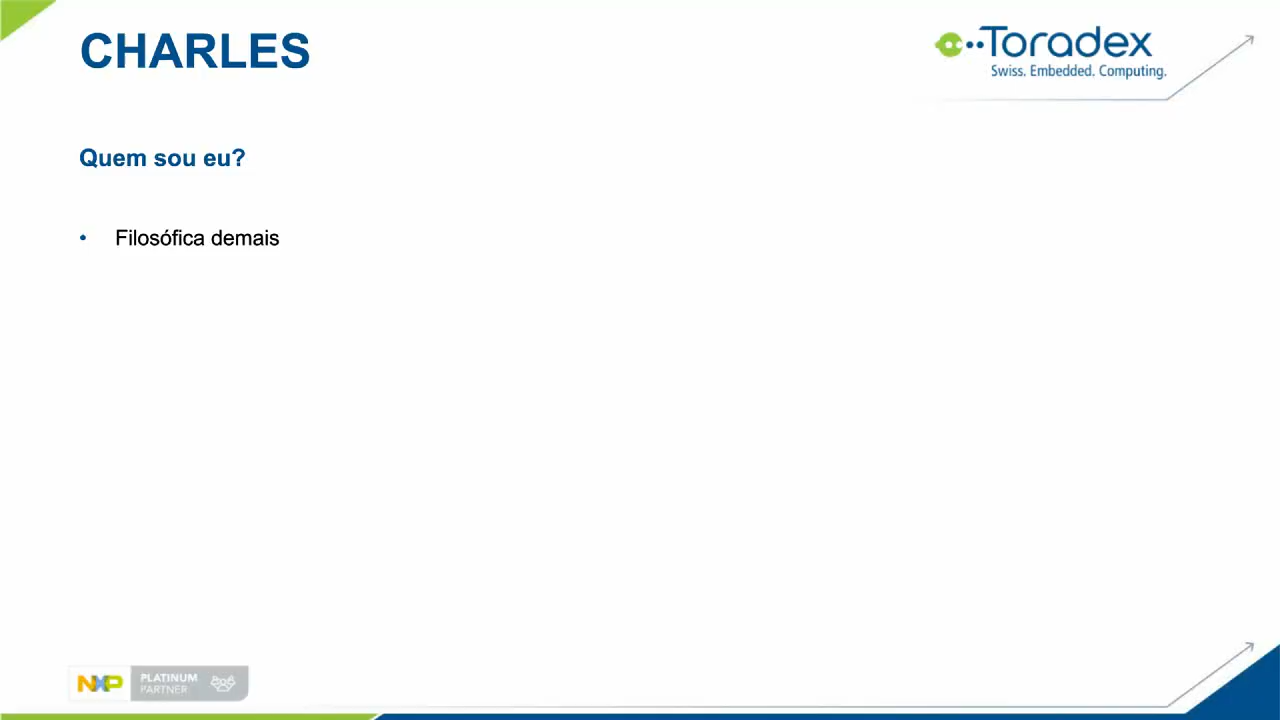 CHARLES
Toradex
Swiss. Embedded. Computing.
Quem sou eu?
• Filosófica demais
NXP
PLATINUM
PARTNER